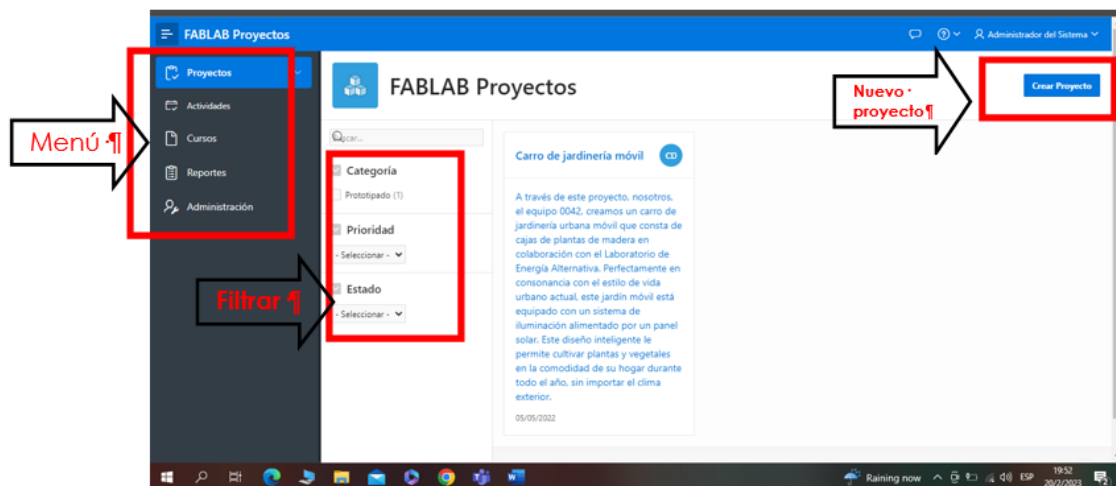 FABLAB Proyectos
Administrador del Sistema
Proyectos
Actividades
Cursos
Reportes
Administración
Menú ¶
FABLAB Proyectos
Nuevo ·
proyecto¶
Crear Proyecto
Buscar...
Categoría
Prototipado (1)
Prioridad
- Seleccionar -
Estado
- Seleccionar -
Filtrar ¶
Carro de jardinería móvil
CD
A través de este proyecto, nosotros,
el equipo 0042, creamos un carro de
jardinería urbana móvil que consta de
cajas de plantas de madera en
colaboración con el Laboratorio de
Energía Alternativa. Perfectamente en
consonancia con el estilo de vida
urbano actual, este jardín móvil está
equipado con un sistema de
iluminación alimentado por un panel
solar. Este diseño inteligente le
permite cultivar plantas y vegetales
en la comodidad de su hogar durante
todo el año, sin importar el clima
exterior.
05/05/2022
Raining now
ESP
19:52
20/2/2023